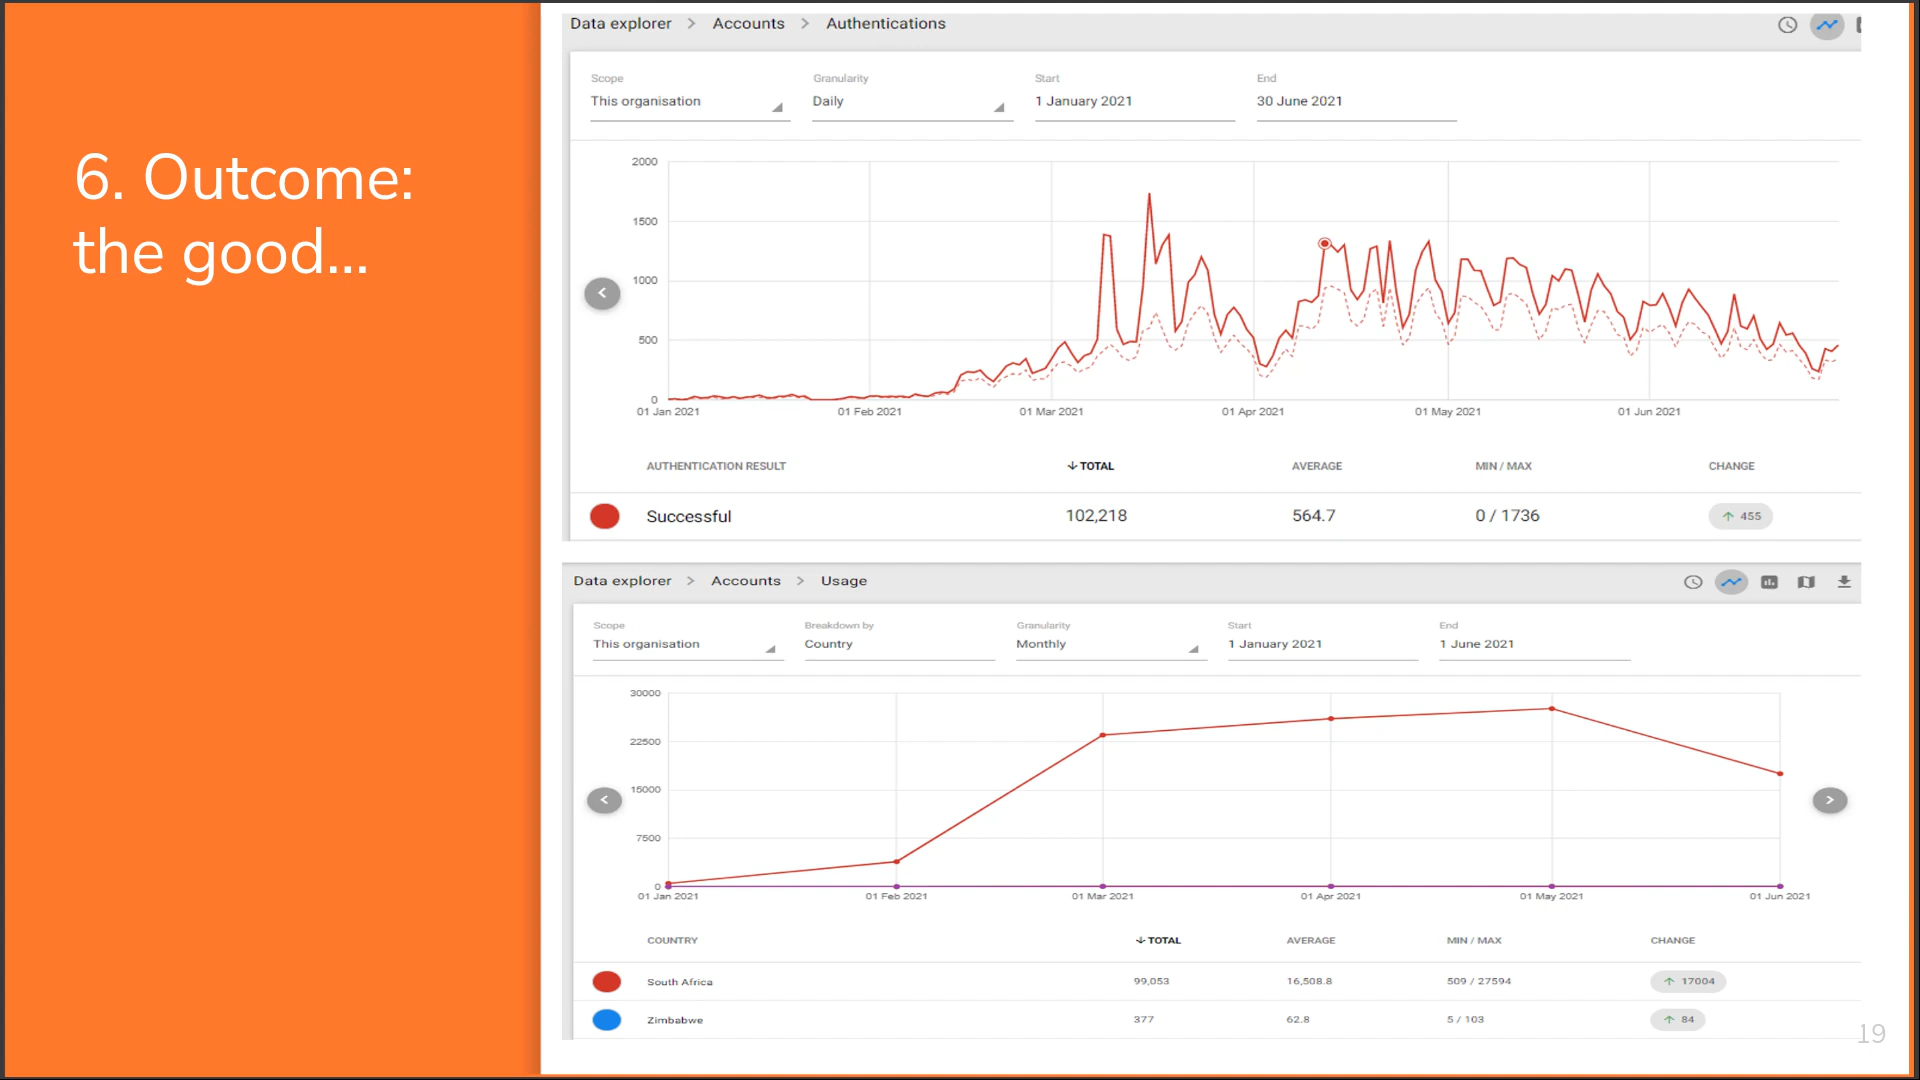 6. Outcome:
the good...
Data explorer > Accounts > Authentications
Scope Granularity Start End
This organisation Daily 1 January 2021 30 June 2021
2000
1500
1000
500
0
01 Jan 2021 01 Feb 2021 01 Mar 2021 01 Apr 2021 01 May 2021 01 Jun 2021
AUTHENTICATION RESULT ↓ TOTAL AVERAGE MIN / MAX CHANGE
Successful 102,218 564.7 0 / 1736 ↑ 455
Data explorer > Accounts > Usage
Scope Breakdown by Granularity Start End
This organisation Country Monthly 1 January 2021 1 June 2021
30000
22500
15000
7500
0
01 Jan 2021 01 Feb 2021 01 Mar 2021 01 Apr 2021 01 May 2021 01 Jun 2021
COUNTRY ↓ TOTAL AVERAGE MIN / MAX CHANGE
South Africa 99,053 16,508.8 509 / 27594 ↑ 17004
Zimbabwe 377 62.8 5 / 103 ↑ 84
19